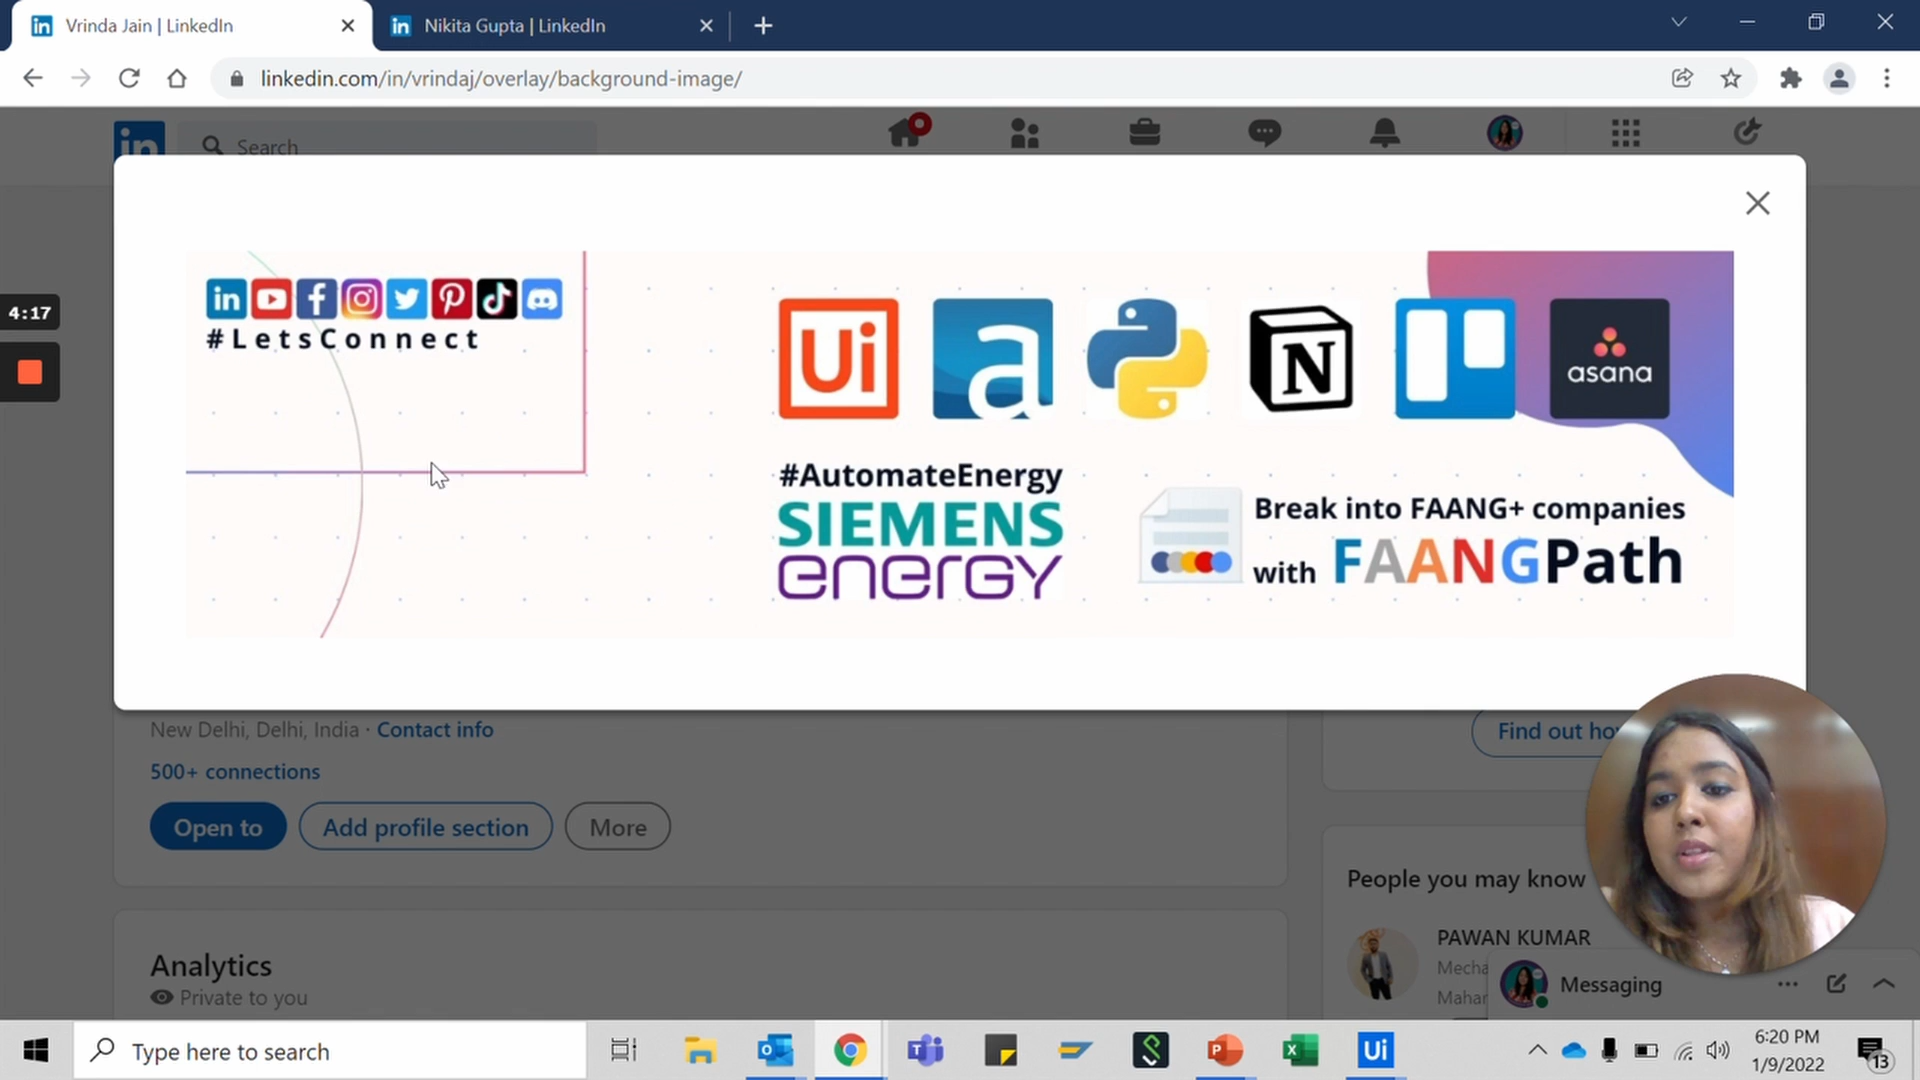 Vrinda Jain | LinkedIn
Nikita Gupta | LinkedIn
linkedin.com/in/vrindaj/overlay/background-image/
in
Search
4:17
in
#LetsConnect
Ui
a
N
asana
#AutomateEnergy
SIEMENS
energy
Break into FAANG+ companies
with FAANGPath
New Delhi, Delhi, India · Contact info
500+ connections
Open to
Add profile section
More
Find out
People you may know
PAWAN KUMAR
Messaging
Analytics
Private to you
Type here to search
Ui
6:20 PM
1/9/2022
13